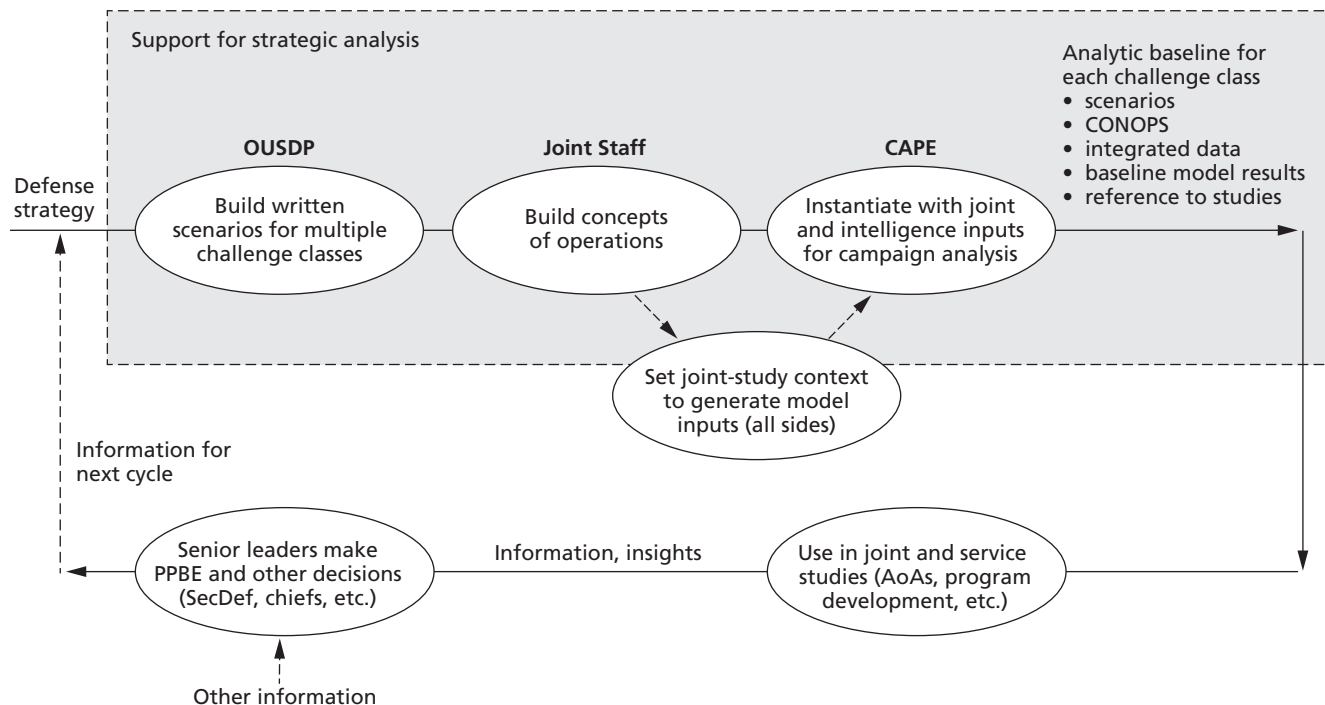 Support for strategic analysis
Analytic baseline for
each challenge class
• scenarios
• CONOPS
• integrated data
• baseline model results
• reference to studies
OUSDP
Joint Staff
CAPE
Defense
strategy
Build written
scenarios for multiple
challenge classes
Build concepts
of operations
Instantiate with joint
and intelligence inputs
for campaign analysis
Set joint-study context
to generate model
inputs (all sides)
Information for
next cycle
Senior leaders make
PPBE and other decisions
(SecDef, chiefs, etc.)
Information, insights
Use in joint and service
studies (AoAs, program
development, etc.)
Other information